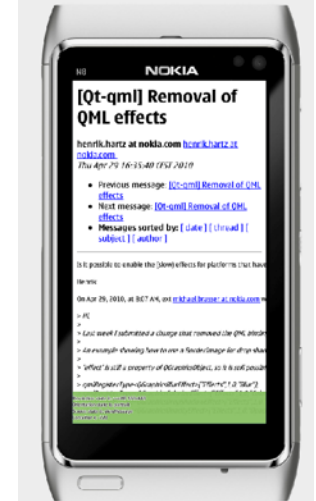 N8
NOKIA
[Qt-qml] Removal of
QML effects
henrik.hartz at nokia.com henrik.hartz at
nokia.com
Thu Apr 29 16:35:40 CEST 2010
• Previous message: [Qt-qml] Removal of QML
effects
• Next message: [Qt-qml] Removal of QML
effects
• Messages sorted by: [ date ] [ thread ] [
subject ] [ author ]
Is it possible to enable the (slow) effects for platforms that have
Henrik
On Apr 29, 2010, at 8:07 AM, ext michael.brasser at nokia.com
> Hi,
> Last week I submitted a change that removed the QML
> An example showing how to use a
> 'effect' is still a property of QGraphicsObject, so it is still
> qmlRegisterType<QGraphicsBlurEffect>("Effects",1,0,"Blur")